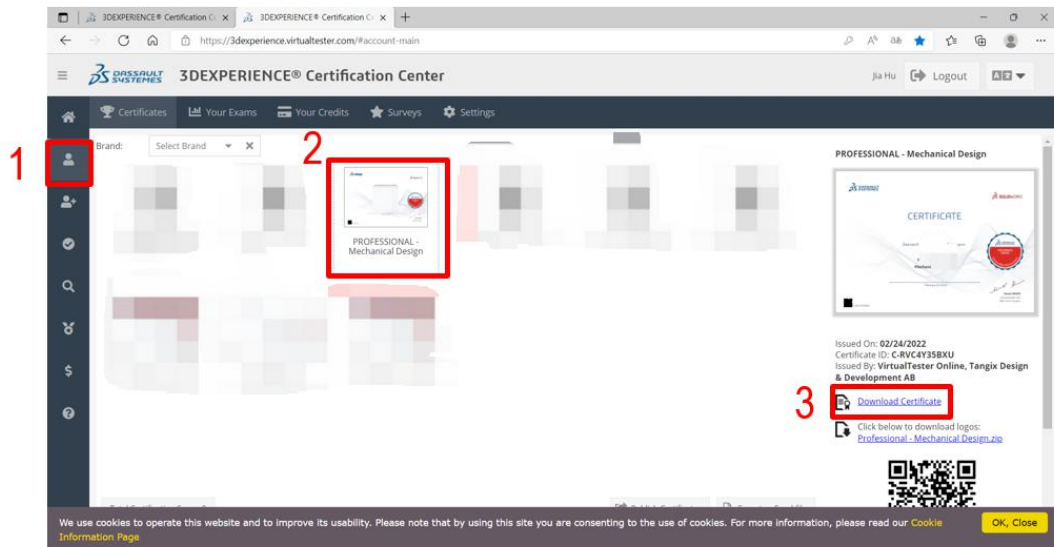 3DEXPERIENCE® Certification C
3DEXPERIENCE® Certification C
https://3dexperience.virtualtester.com/#account-main
DASSAULT SYSTEMES
3DEXPERIENCE® Certification Center
Jia Hu
Logout
Certificates
Your Exams
Your Credits
Surveys
Settings
1
Brand:
Select Brand
2
PROFESSIONAL -
Mechanical Design
PROFESSIONAL - Mechanical Design
CERTIFICATE
Issued On: 02/24/2022
Certificate ID: C-RVC4Y35BXU
Issued By: VirtualTester Online, Tangix Design
& Development AB
3
Download Certificate
Click below to download logos:
Professional - Mechanical Design.zip
We use cookies to operate this website and to improve its usability. Please note that by using this site you are consenting to the use of cookies. For more information, please read our Cookie
Information Page
OK, Close